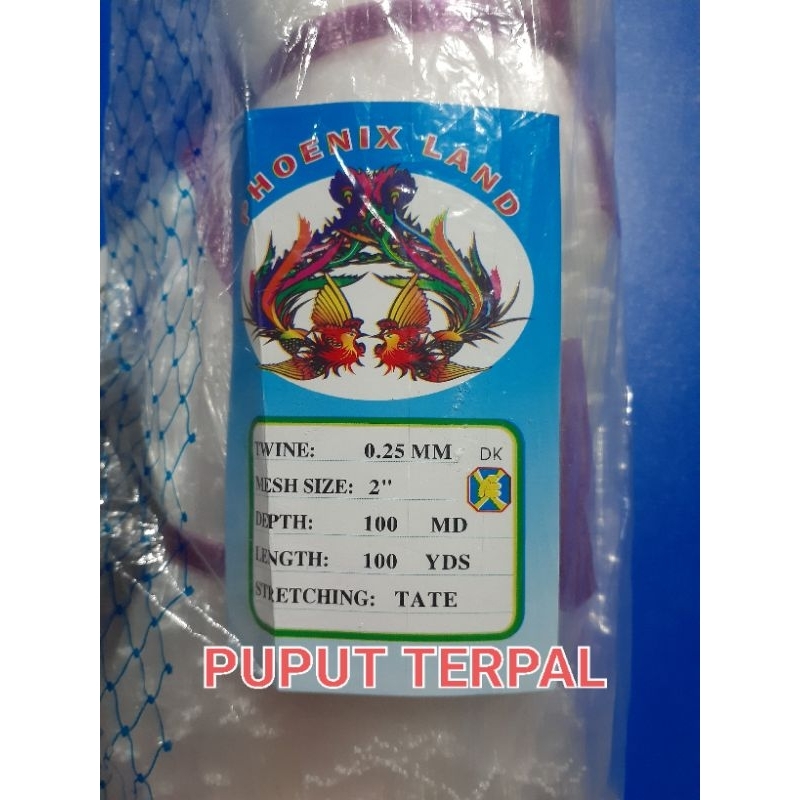 PHOENIX LAND
TWINE: 0.25 MM DK
MESH SIZE: 2"
DEPTH: 100 MD
LENGTH: 100 YDS
STRETCHING: TATE
PUPUT TERPAL